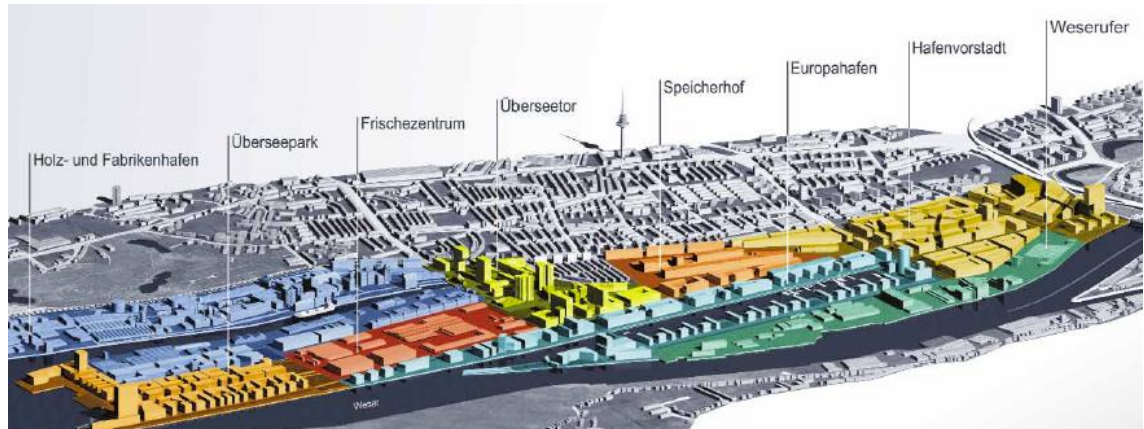 Weserufer
Hafenvorstadt
Europahafen
Speicherhof
Überseetor
Frischezentrum
Überseepark
Holz- und Fabrikenhafen
Weser